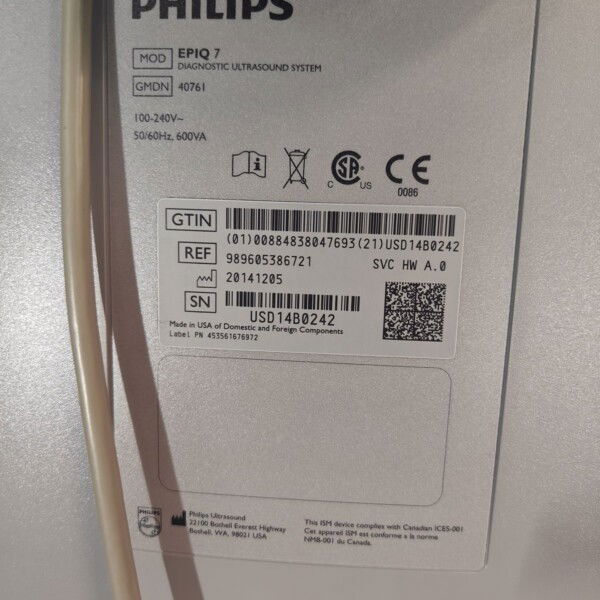 PHILIPS
MOD EPIQ 7
DIAGNOSTIC ULTRASOUND SYSTEM
GMDN 40761
100-240V~
50/60Hz, 600VA
C US
0086
GTIN
(01)00884838047693(21)USD14B0242
REF 989605386721 SVC HW A.0
20141205
SN
USD14B0242
Made in USA of Domestic and Foreign Components
Label PN 453561676972
PHILIPS
Philips Ultrasound
22100 Bothell Everett Highway
Bothell, WA, 98021 USA
This ISM device complies with Canadian ICES-001
Cet appareil ISM est conforme a la norme
NMB-001 du Canada.